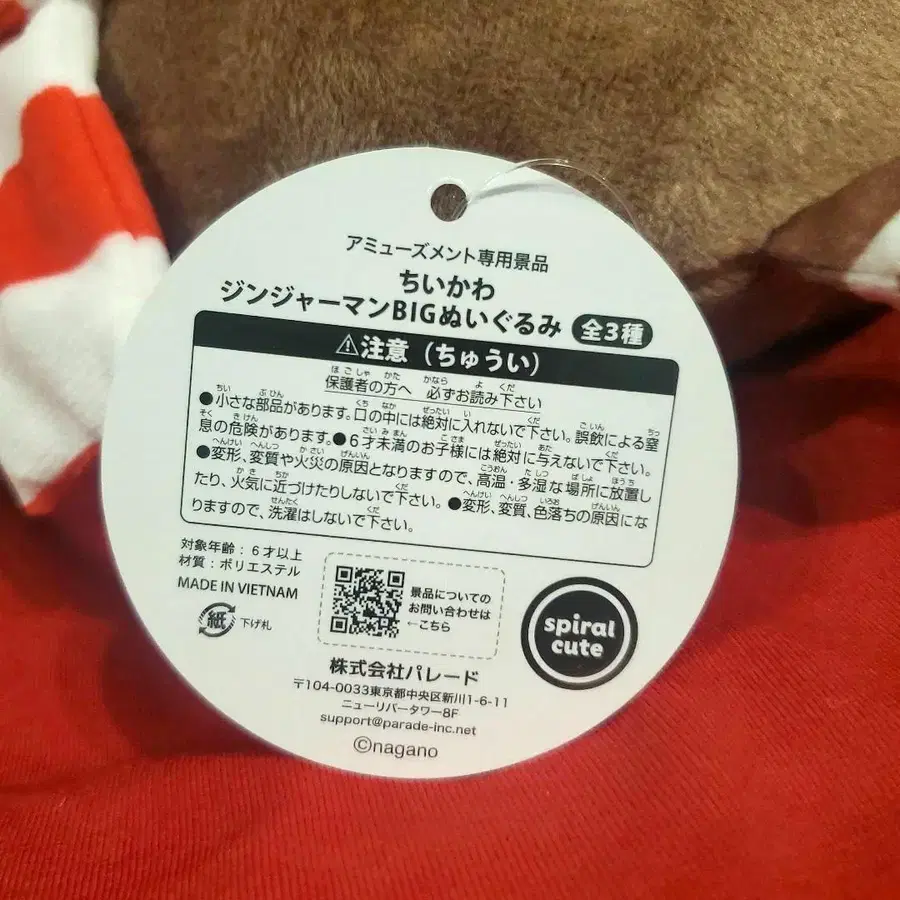 アミューズメント専用景品
ちいかわ
ジンジャーマンBIGぬいぐるみ 全3種
⚠注意（ちゅうい）
保護者の方へ 必ずお読み下さい
●小さな部品があります。口の中には絶対に入れないで下さい。誤飲による窒
息の危険があります。●6才未満のお子様には絶対に与えないで下さい。
●変形、変質や火災の原因となりますので、高温・多湿な場所に放置し
たり、火気に近づけたりしないで下さい。●変形、変質、色落ちの原因にな
りますので、洗濯はしないで下さい。
対象年齢：6才以上
材質：ポリエステル
MADE IN VIETNAM
紙 下げ札
景品についての
お問い合わせは
←こちら
spiral
cute
株式会社パレード
〒104-0033東京都中央区新川1-6-11
ニューリバータワー8F
support@parade-inc.net
©nagano